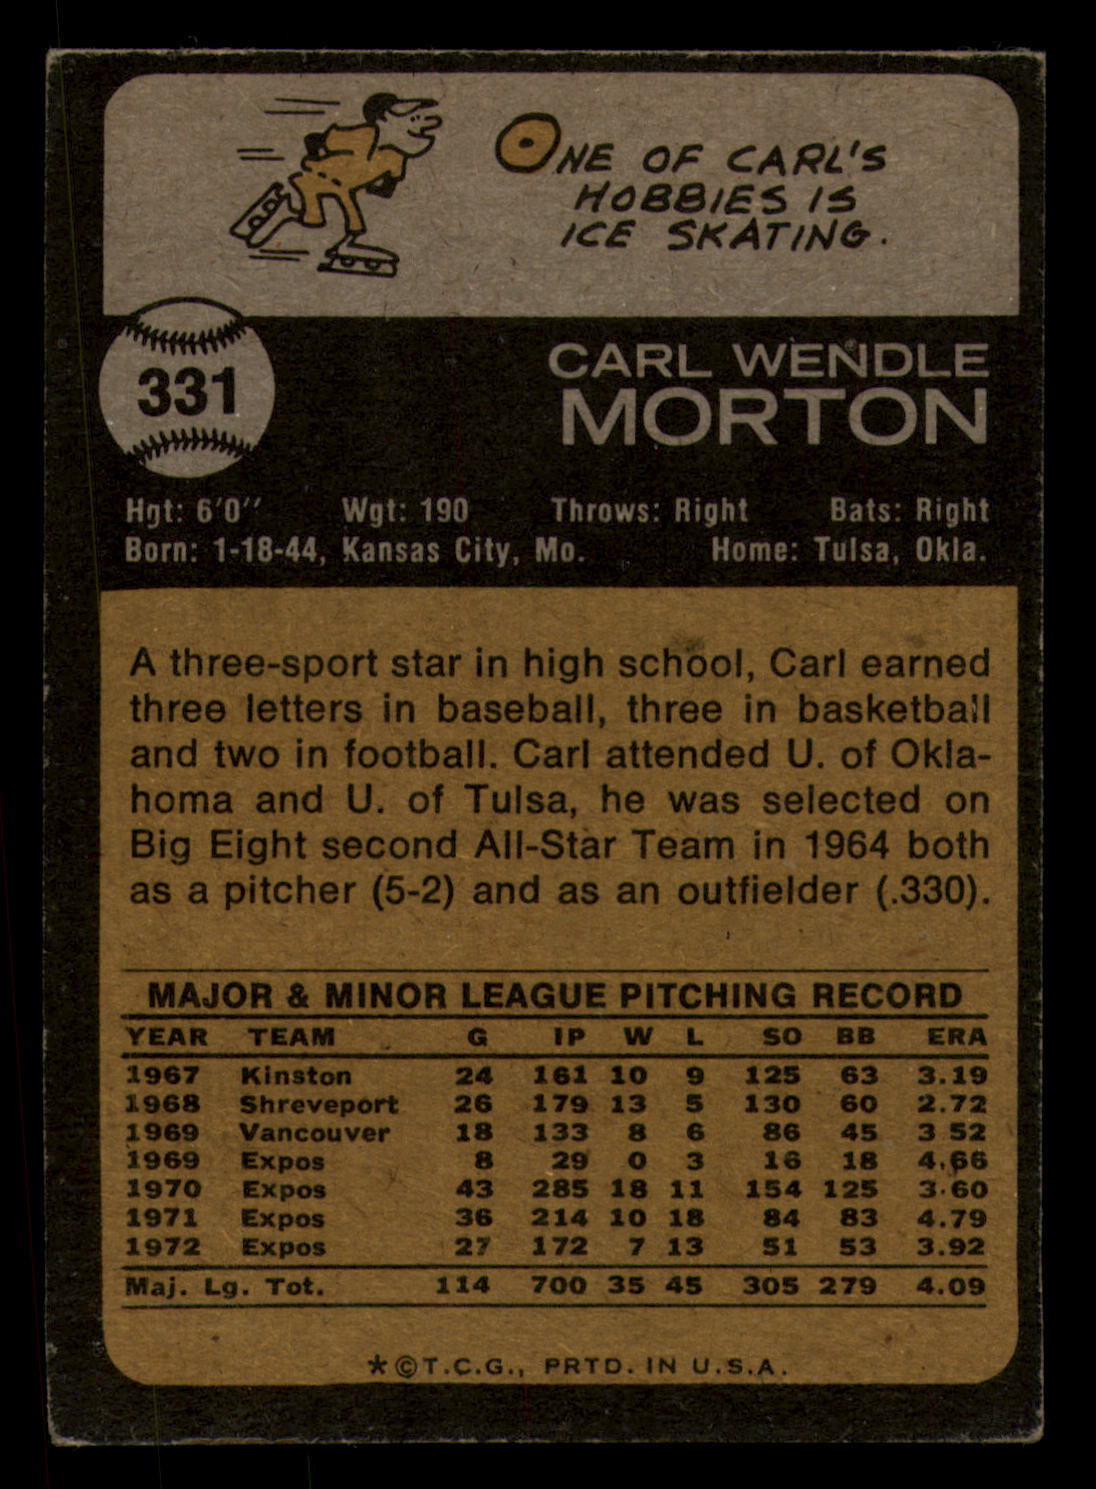 ONE OF CARL'S
HOBBIES IS
ICE SKATING.
331
CARL WENDLE
MORTON
Hgt: 6'0'' Wgt: 190 Throws: Right Bats: Right
Born: 1-18-44, Kansas City, Mo. Home: Tulsa, Okla.
A three-sport star in high school, Carl earned
three letters in baseball, three in basketball
and two in football. Carl attended U. of Okla-
homa and U. of Tulsa, he was selected on
Big Eight second All-Star Team in 1964 both
as a pitcher (5-2) and as an outfielder (.330).
MAJOR & MINOR LEAGUE PITCHING RECORD
YEAR TEAM G IP W L SO BB ERA
1967 Kinston 24 161 10 9 125 63 3.19
1968 Shreveport 26 179 13 5 130 60 2.72
1969 Vancouver 18 133 8 6 86 45 3 52
1969 Expos 8 29 0 3 16 18 4.66
1970 Expos 43 285 18 11 154 125 3.60
1971 Expos 36 214 10 18 84 83 4.79
1972 Expos 27 172 7 13 51 53 3.92
Maj. Lg. Tot. 114 700 35 45 305 279 4.09
*©T.C.G., PRTD. IN U.S.A.